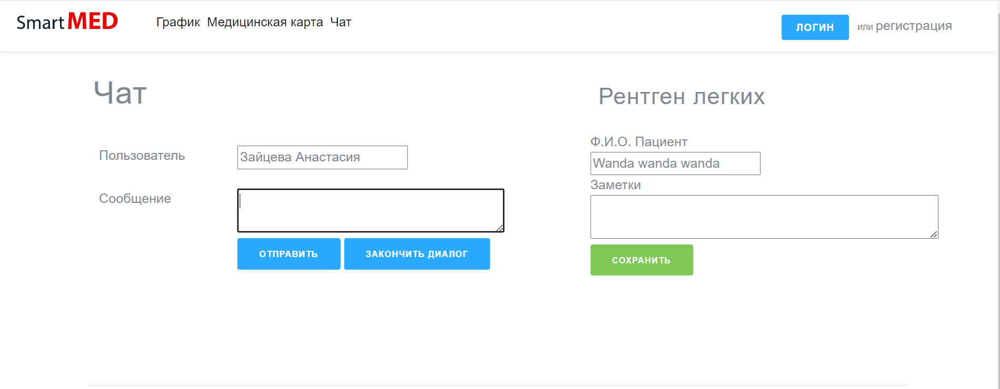 SmartMED
График Медицинская карта Чат
ЛОГИН или регистрация
Чат
Пользователь
Зайцева Анастасия
Сообщение
ОТПРАВИТЬ
ЗАКОНЧИТЬ ДИАЛОГ
Рентген легких
Ф.И.О. Пациент
Wanda wanda wanda
Заметки
СОХРАНИТЬ